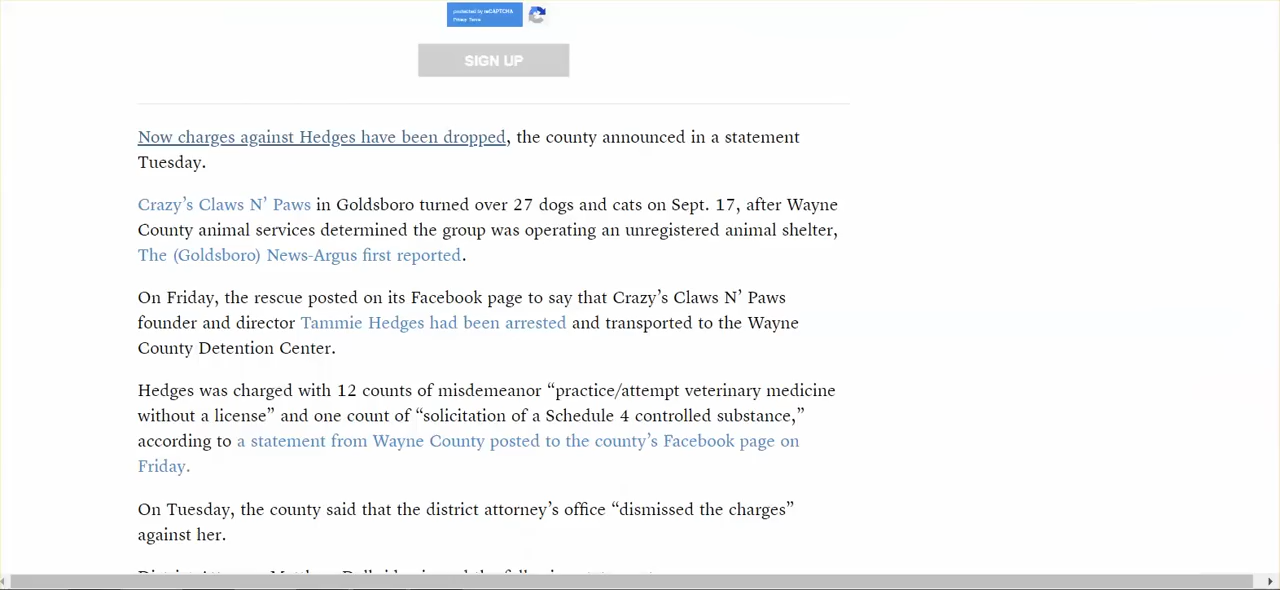 protected by reCAPTCHA
Privacy Terms
SIGN UP
Now charges against Hedges have been dropped, the county announced in a statement
Tuesday.
Crazy’s Claws N’ Paws in Goldsboro turned over 27 dogs and cats on Sept. 17, after Wayne
County animal services determined the group was operating an unregistered animal shelter,
The (Goldsboro) News-Argus first reported.
On Friday, the rescue posted on its Facebook page to say that Crazy’s Claws N’ Paws
founder and director Tammie Hedges had been arrested and transported to the Wayne
County Detention Center.
Hedges was charged with 12 counts of misdemeanor “practice/attempt veterinary medicine
without a license” and one count of “solicitation of a Schedule 4 controlled substance,”
according to a statement from Wayne County posted to the county’s Facebook page on
Friday.
On Tuesday, the county said that the district attorney’s office “dismissed the charges”
against her.